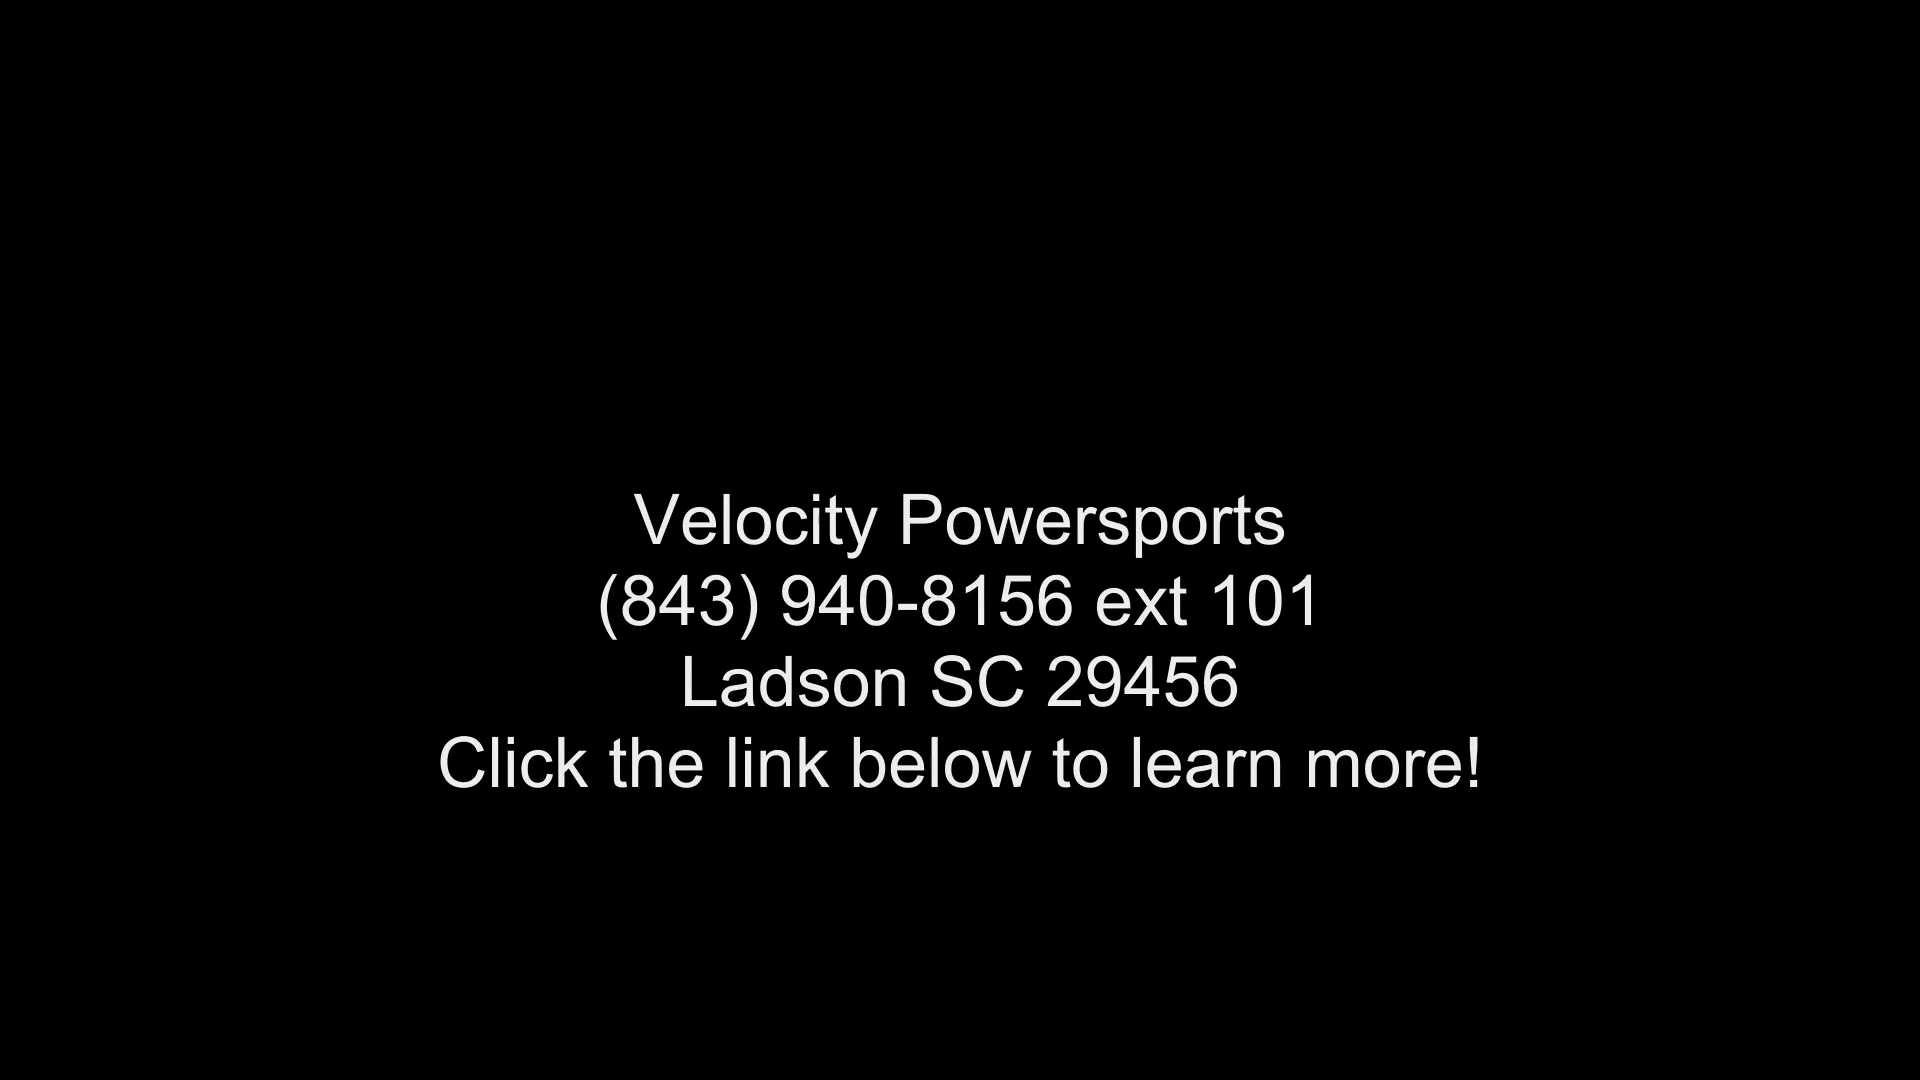 Velocity Powersports
(843) 940-8156 ext 101
Ladson SC 29456
Click the link below to learn more!